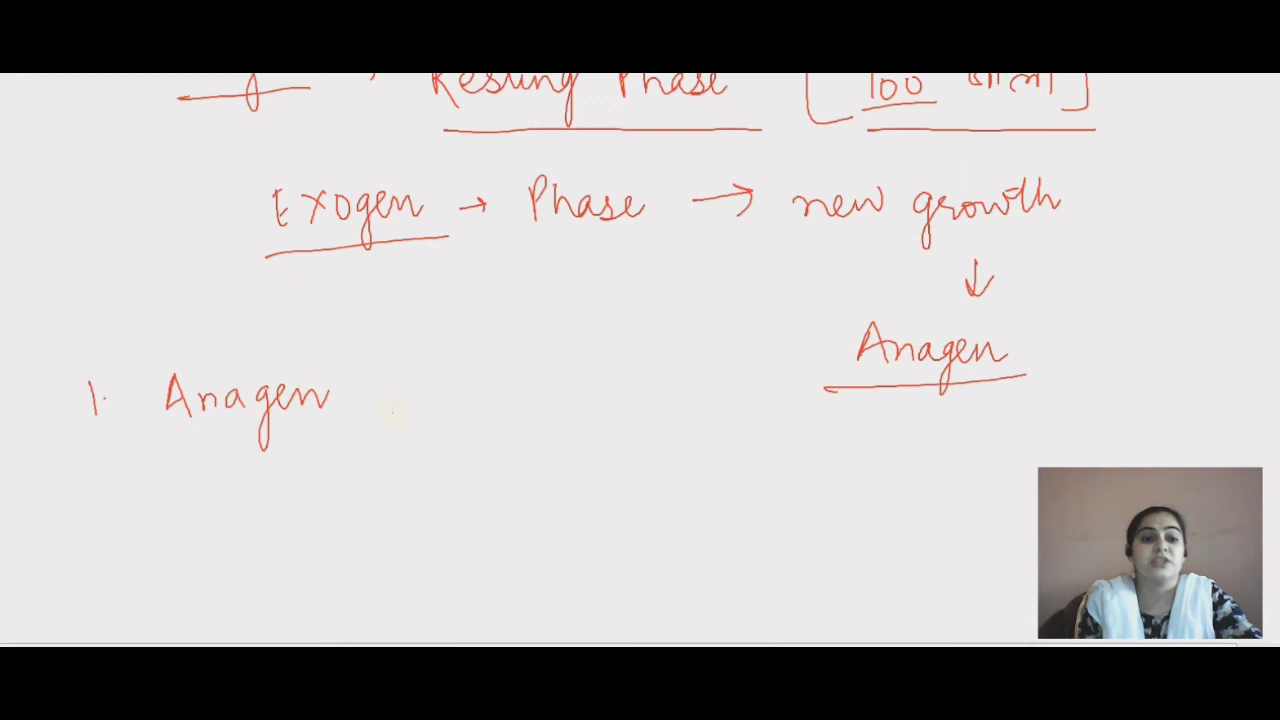 Resting Phase [ 100
Exogen → Phase → new growth
↓
Anagen
1. Anagen